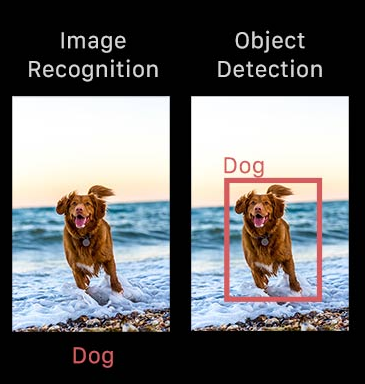 Image
Recognition
Object
Detection
Dog
Dog